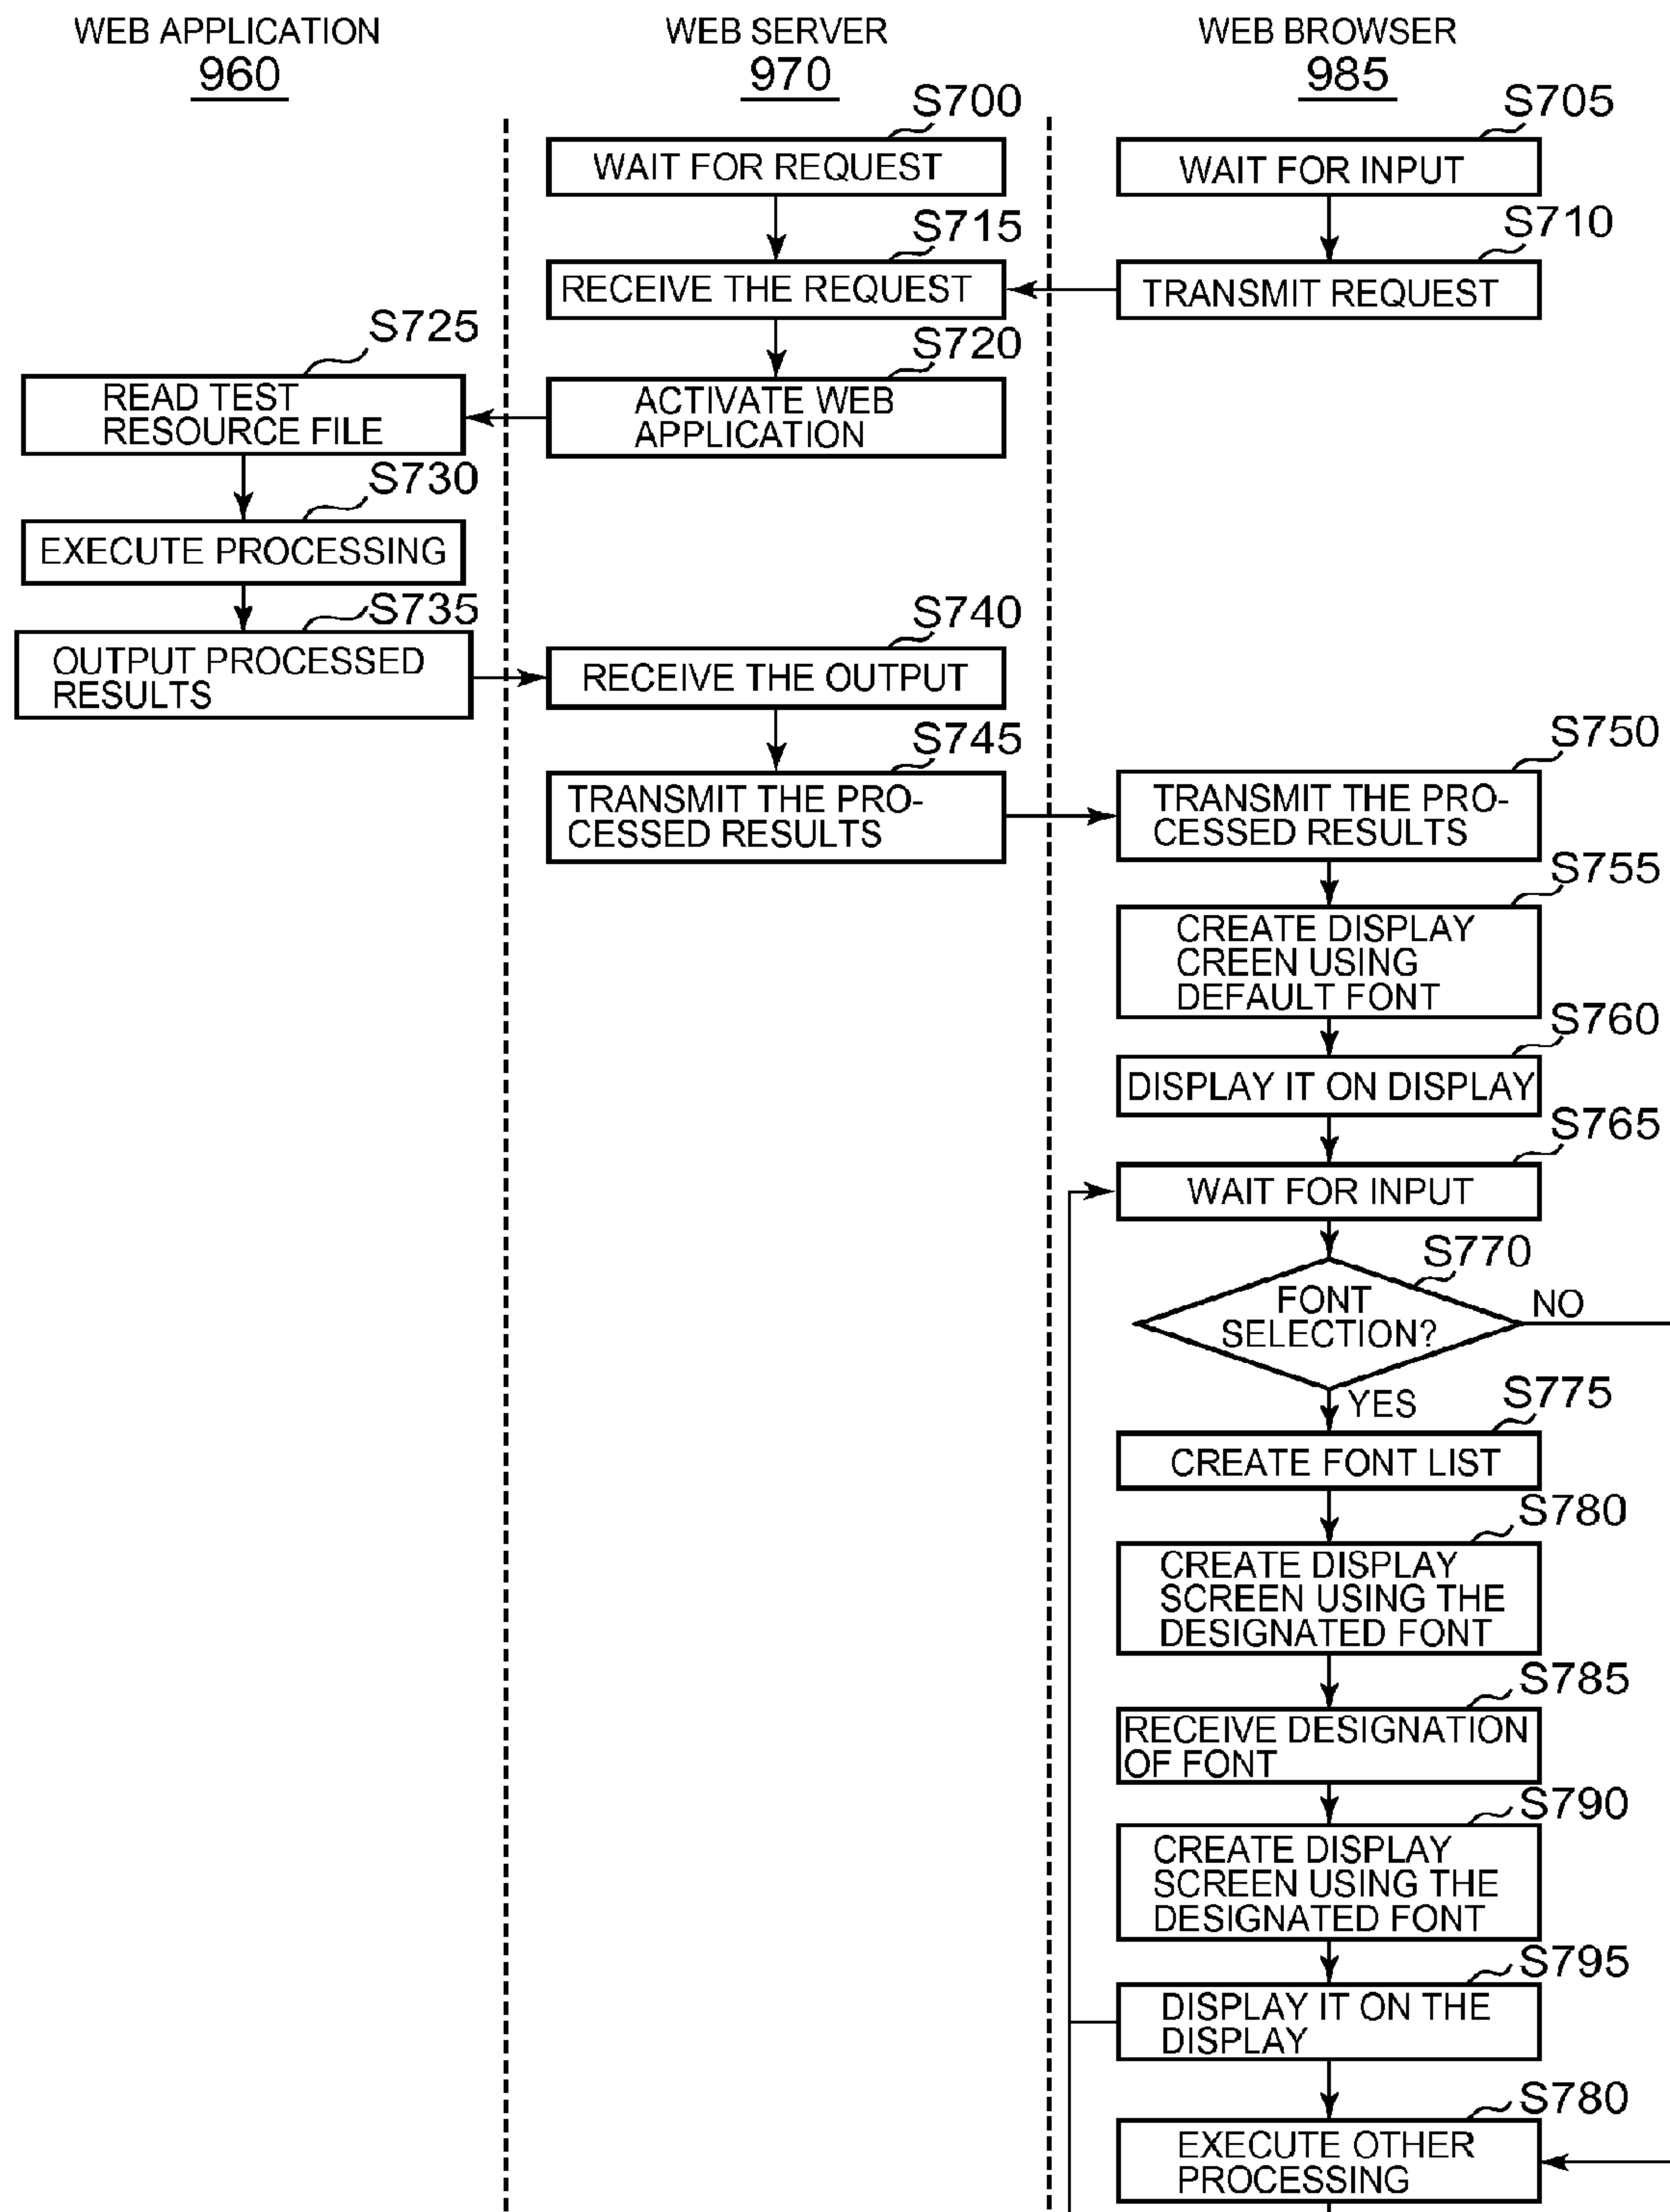 WEB APPLICATION
960
WEB SERVER
970
WEB BROWSER
985
S700
WAIT FOR REQUEST
S705
WAIT FOR INPUT
S715
RECEIVE THE REQUEST
S710
TRANSMIT REQUEST
S725
READ TEST
RESOURCE FILE
S720
ACTIVATE WEB
APPLICATION
S730
EXECUTE PROCESSING
S735
OUTPUT PROCESSED
RESULTS
S740
RECEIVE THE OUTPUT
S745
TRANSMIT THE PRO-
CESSED RESULTS
S750
TRANSMIT THE PRO-
CESSED RESULTS
S755
CREATE DISPLAY
CREEN USING
DEFAULT FONT
S760
DISPLAY IT ON DISPLAY
S765
WAIT FOR INPUT
S770
FONT
SELECTION?
NO
YES
S775
CREATE FONT LIST
S780
CREATE DISPLAY
SCREEN USING THE
DESIGNATED FONT
S785
RECEIVE DESIGNATION
OF FONT
S790
CREATE DISPLAY
SCREEN USING THE
DESIGNATED FONT
S795
DISPLAY IT ON THE
DISPLAY
S780
EXECUTE OTHER
PROCESSING